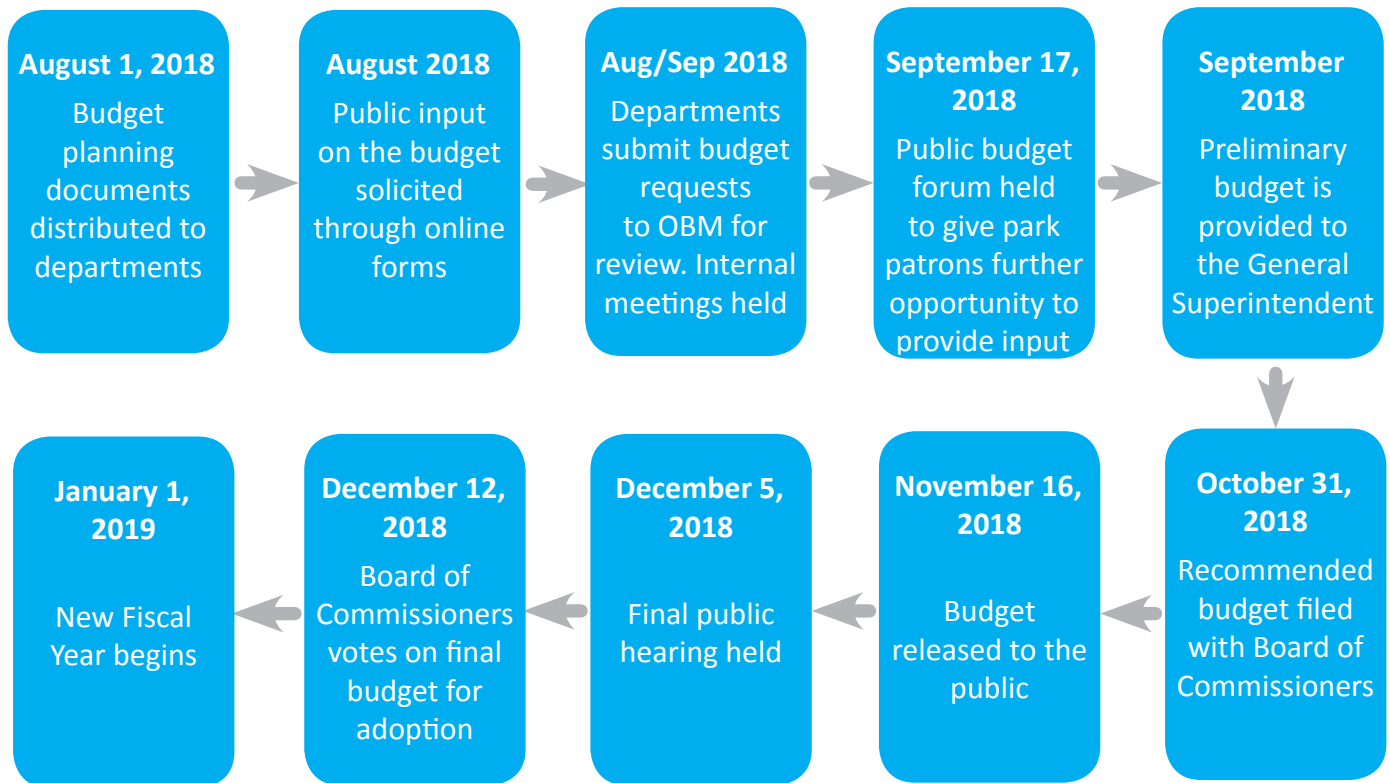 August 1, 2018
Budget
planning
documents
distributed to
departments
August 2018
Public input
on the budget
solicited
through online
forms
Aug/Sep 2018
Departments
submit budget
requests
to OBM for
review. Internal
meetings held
September 17,
2018
Public budget
forum held
to give park
patrons further
opportunity to
provide input
September
2018
Preliminary
budget is
provided to
the General
Superintendent
October 31,
2018
Recommended
budget filed
with Board of
Commissioners
November 16,
2018
Budget
released to the
public
December 5,
2018
Final public
hearing held
December 12,
2018
Board of
Commissioners
votes on final
budget for
adoption
January 1,
2019
New Fiscal
Year begins